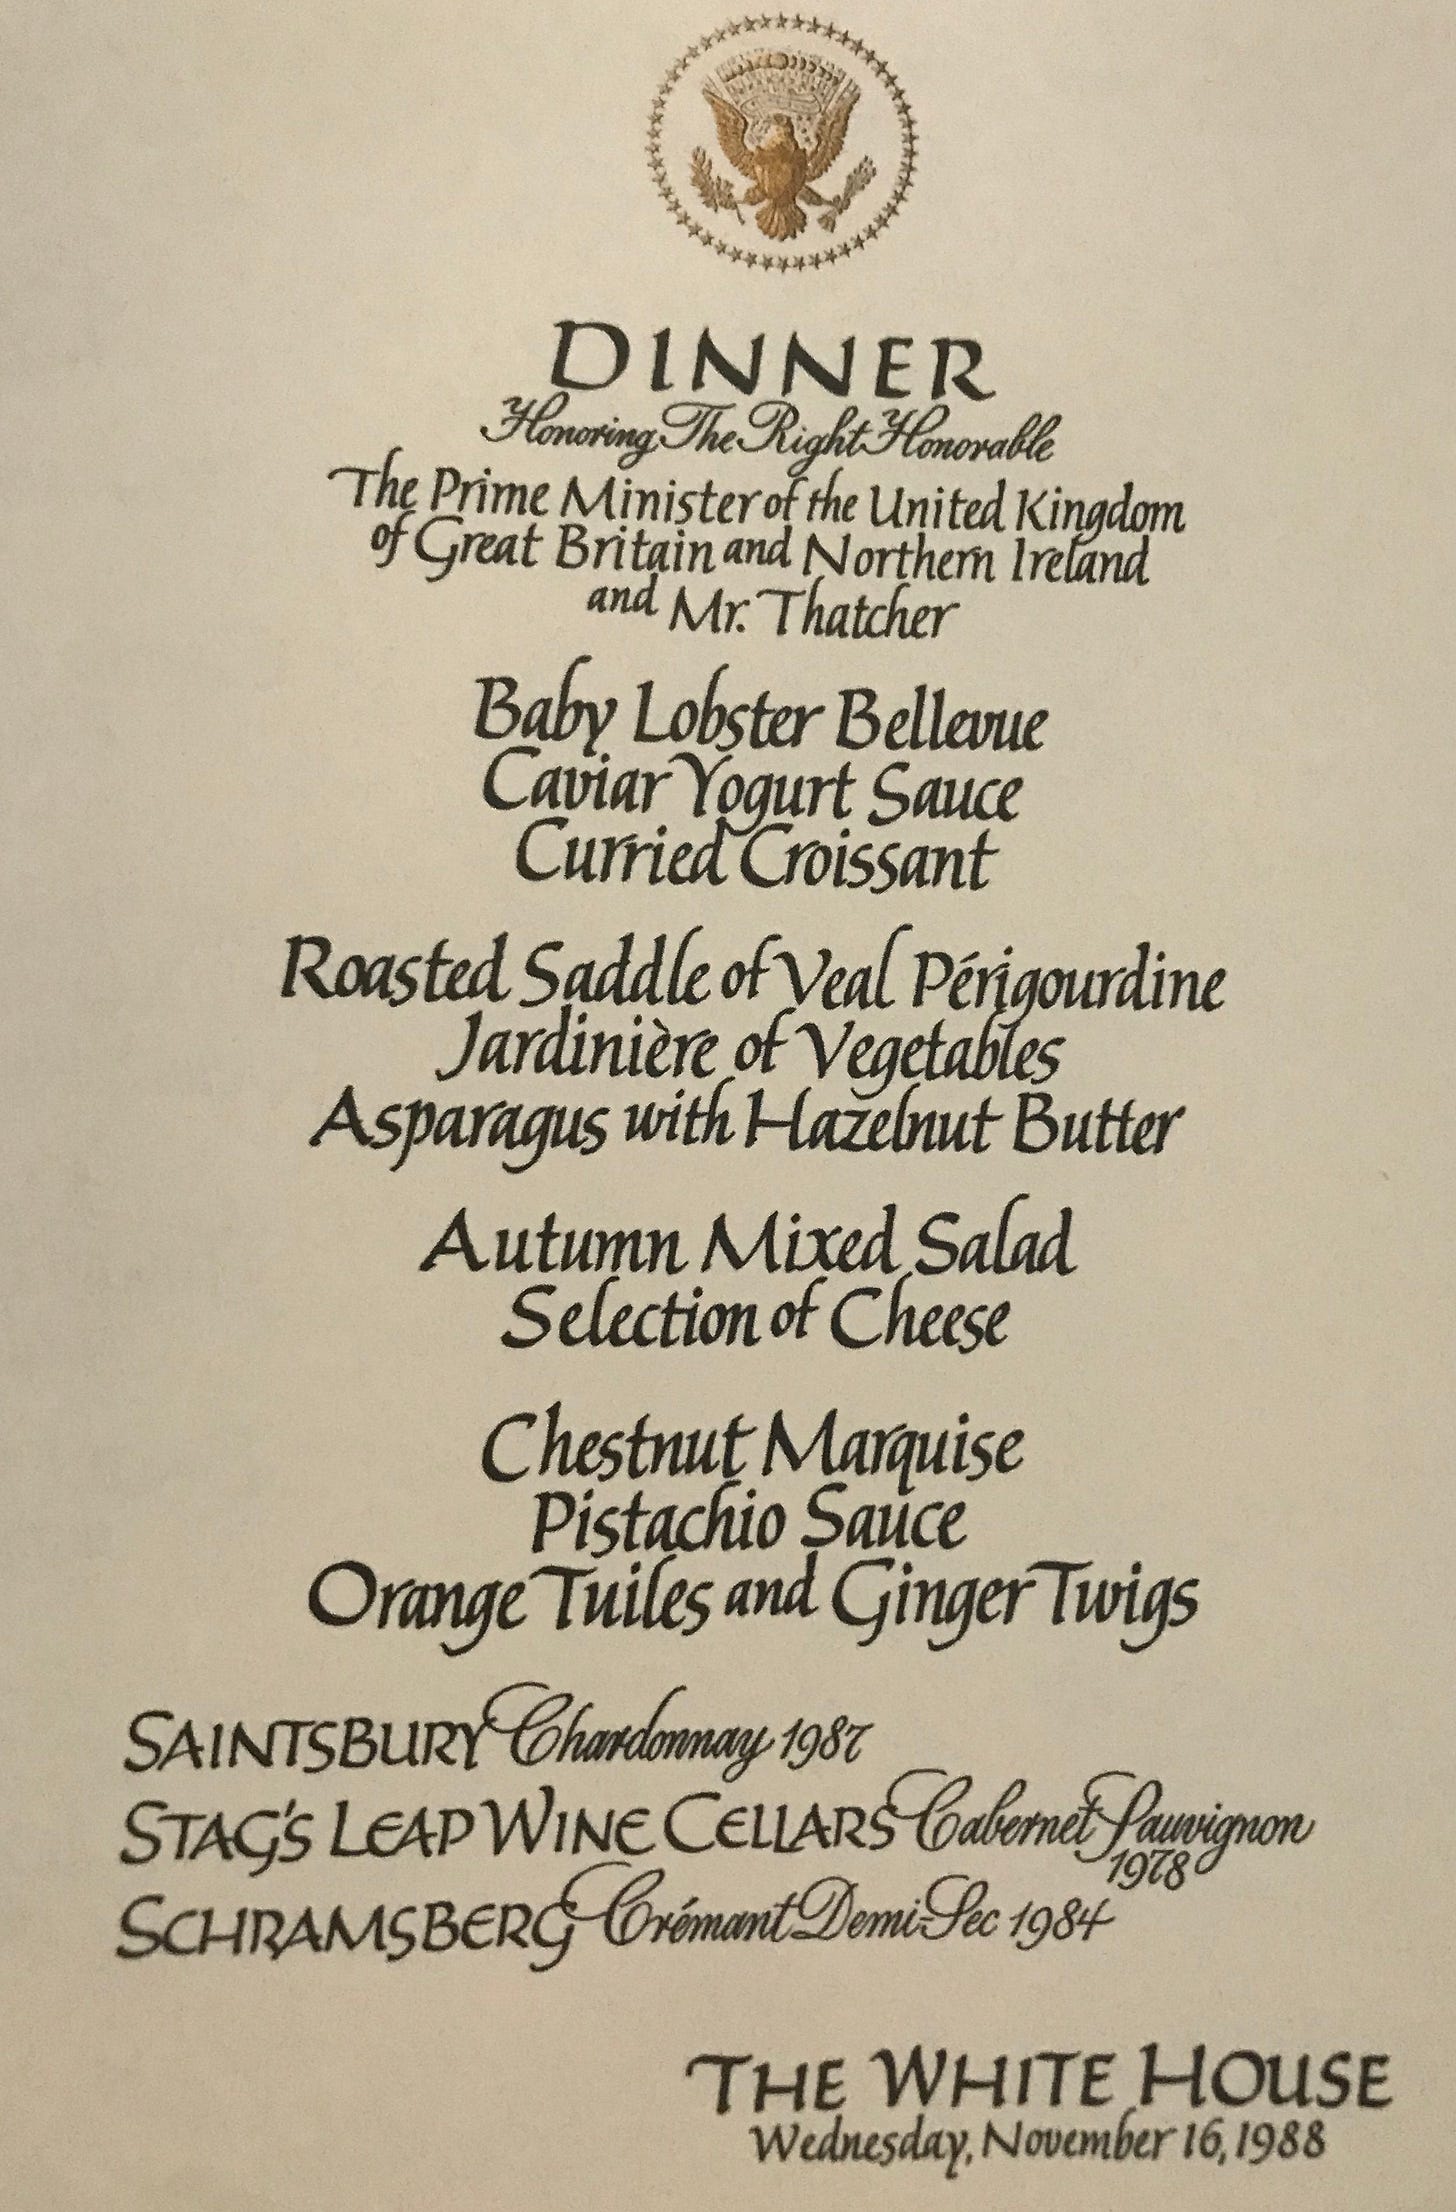 DINNER
Honoring The Right Honorable
The Prime Minister of the United Kingdom
of Great Britain and Northern Ireland
and Mr. Thatcher
Baby Lobster Bellevue
Caviar Yogurt Sauce
Curried Croissant
Roasted Saddle of Veal Périgourdine
Jardinière of Vegetables
Asparagus with Hazelnut Butter
Autumn Mixed Salad
Selection of Cheese
Chestnut Marquise
Pistachio Sauce
Orange Tuiles and Ginger Twigs
SAINTSBURY Chardonnay 1987
STAG'S LEAP WINE CELLARS Cabernet Sauvignon
1978
SCHRAMSBERG Crémant Demi-Sec 1984
THE WHITE HOUSE
Wednesday, November 16, 1988